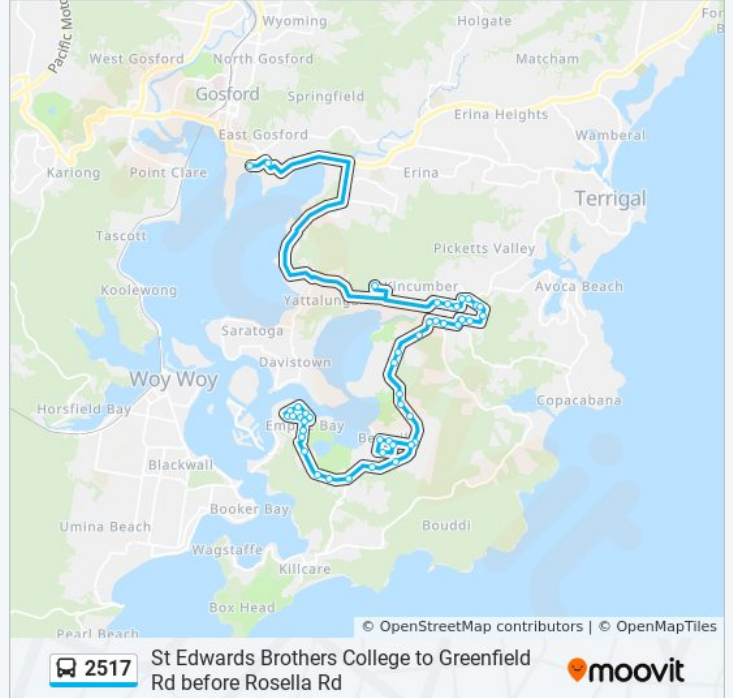 Wyoming
Holgate
Pacific Moto
West Gosford
North Gosford
Matcham
Gosford
Springfield
Erina Heights
East Gosford
Wamberal
Kariong
Point Clare
Erina
Terrigal
Tascott
Picketts Valley
Koolewong
Kincumber
Avoca Beach
Yattalunga
Saratoga
Davistown
Woy Woy
Horsfield Bay
Copacabana
Empire Bay
Blackwall
Booker Bay
Umina Beach
Bouddi
Wagstaffe
Killcare
Box Head
Pearl Beach
© OpenStreetMap contributors | © OpenMapTiles
2517
St Edwards Brothers College to Greenfield
Rd before Rosella Rd
moovit